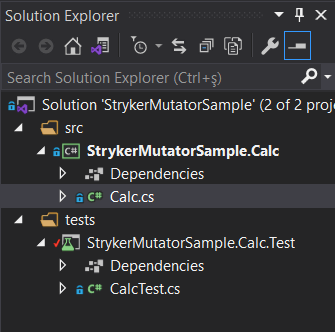 Solution Explorer
Search Solution Explorer (Ctrl+ş)
Solution 'StrykerMutatorSample' (2 of 2 proje
src
C# StrykerMutatorSample.Calc
Dependencies
C# Calc.cs
tests
StrykerMutatorSample.Calc.Test
Dependencies
C# CalcTest.cs